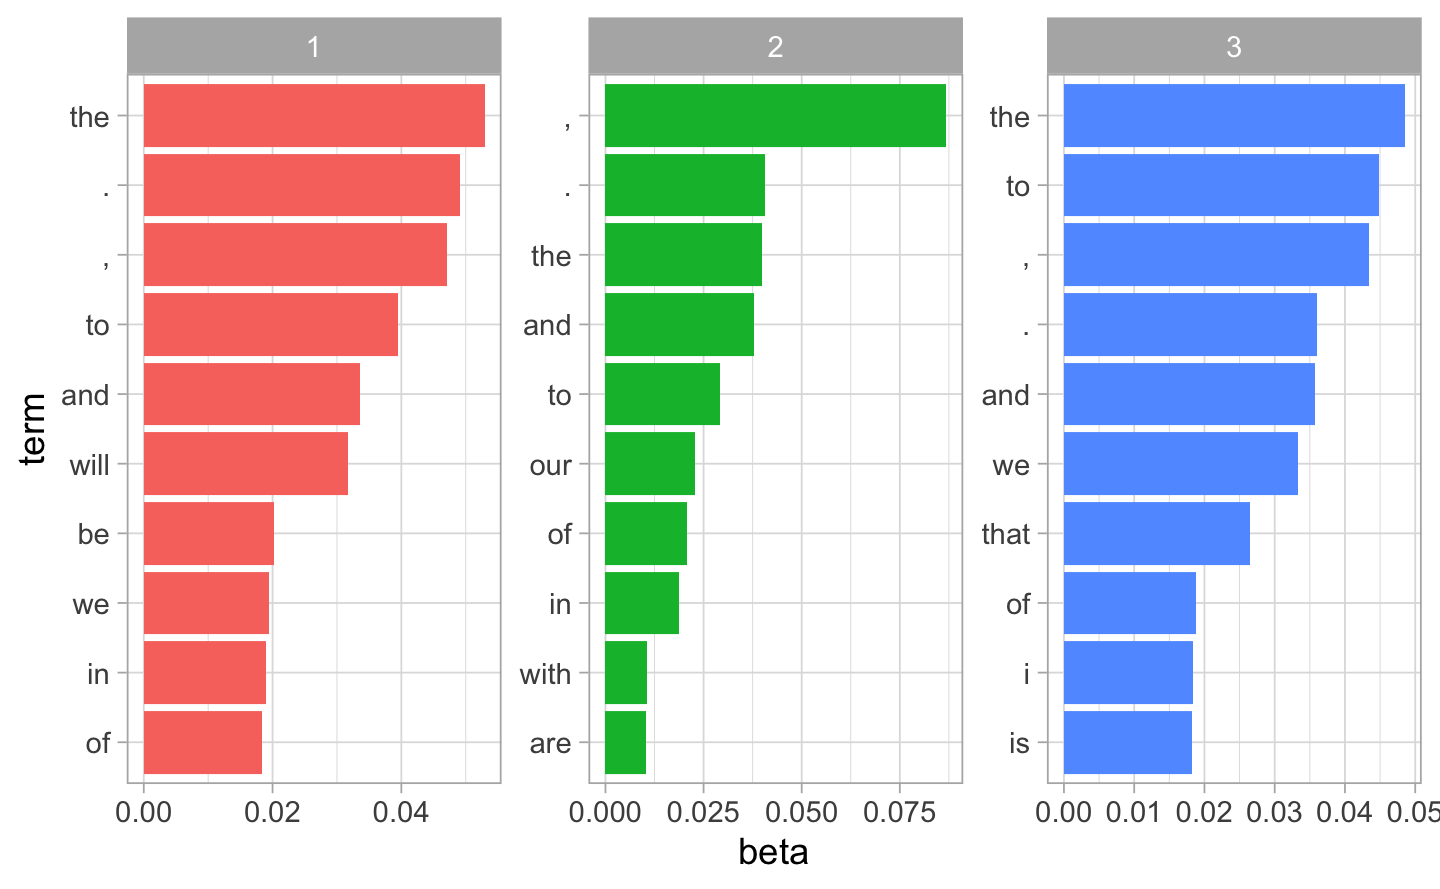 1
2
3
term
the
.
,
to
and
will
be
we
in
of
0.00 0.02 0.04
,
.
the
and
to
our
of
in
with
are
0.000 0.025 0.050 0.075
the
to
,
.
and
we
that
of
i
is
0.00 0.01 0.02 0.03 0.04 0.05
beta